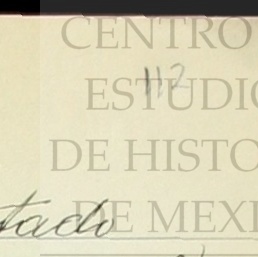 CENTRO
112
ESTUDIO
DE HISTO
DE MEXI
tado